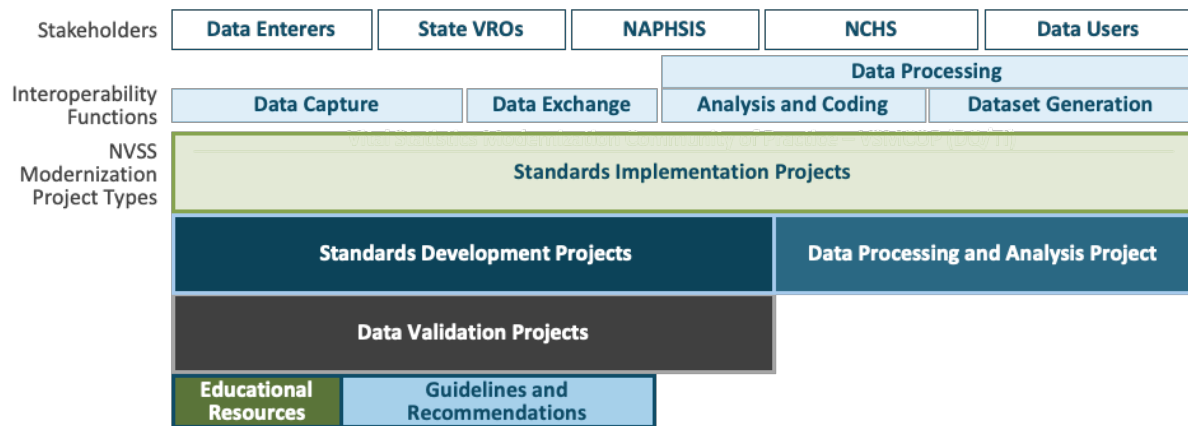 Stakeholders
Data Enterers
State VROs
NAPHSIS
NCHS
Data Users
Interoperability
Functions
Data Processing
Data Capture
Data Exchange
Analysis and Coding
Dataset Generation
NVSS
Modernization
Project Types
Standards Implementation Projects
Standards Development Projects
Data Processing and Analysis Project
Data Validation Projects
Educational
Resources
Guidelines and
Recommendations